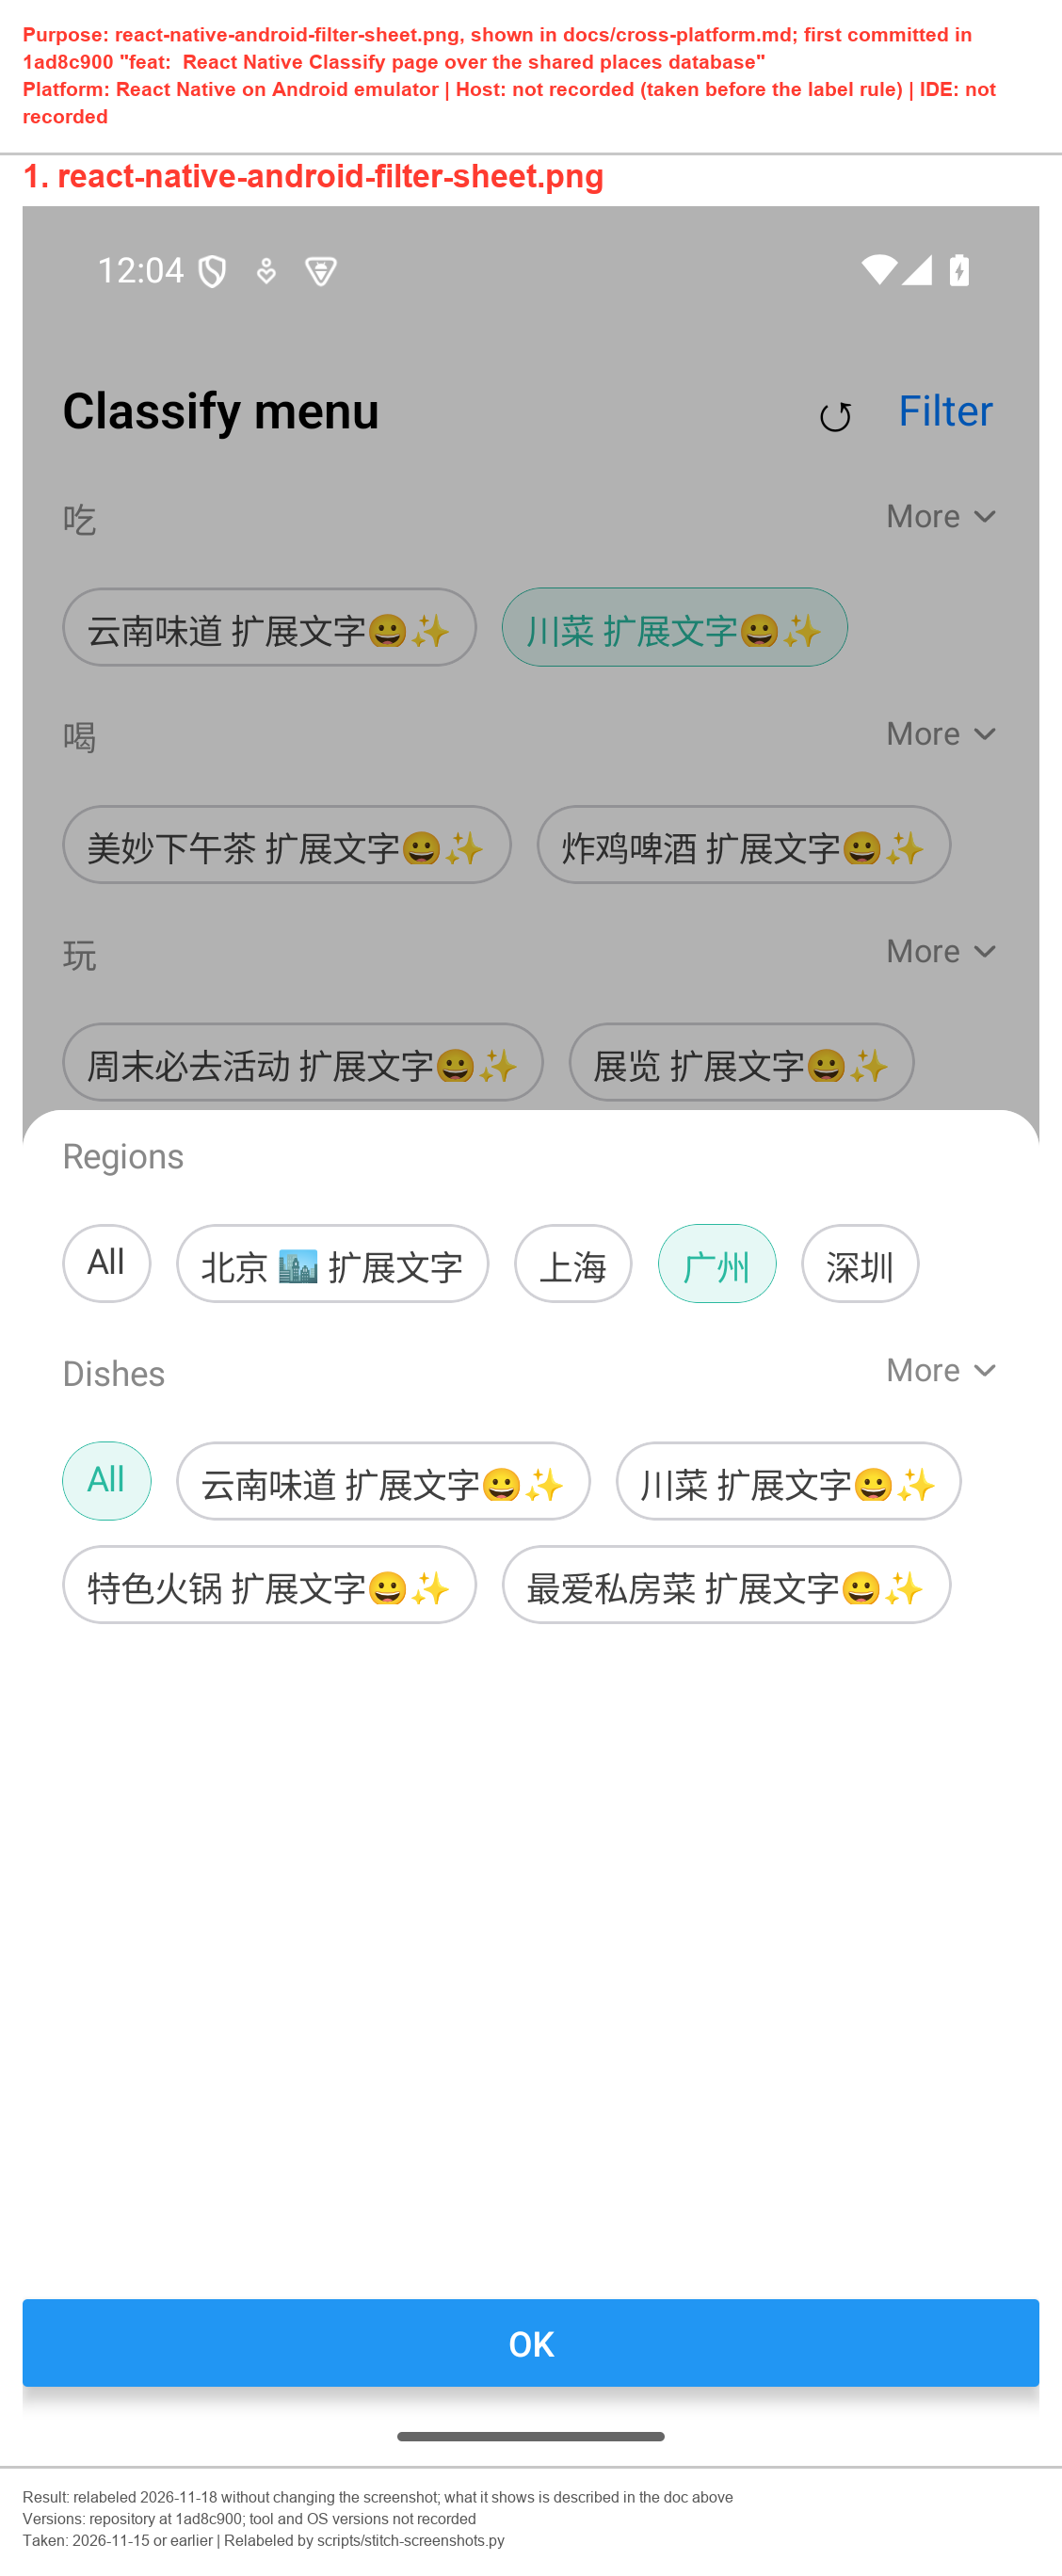 Purpose: react-native-android-filter-sheet.png, shown in docs/cross-platform.md; first committed in
1ad8c900 "feat:  React Native Classify page over the shared places database"
Platform: React Native on Android emulator | Host: not recorded (taken before the label rule) | IDE: not
recorded
1. react-native-android-filter-sheet.png
12:04
Classify menu Filter
吃 More
云南味道 扩展文字😀✨ 川菜 扩展文字😀✨
喝 More
美妙下午茶 扩展文字😀✨ 炸鸡啤酒 扩展文字😀✨
玩 More
周末必去活动 扩展文字😀✨ 展览 扩展文字😀✨
Regions
All 北京 🏙️ 扩展文字 上海 广州 深圳
Dishes More
All 云南味道 扩展文字😀✨ 川菜 扩展文字😀✨
特色火锅 扩展文字😀✨ 最爱私房菜 扩展文字😀✨
OK
Result: relabeled 2026-11-18 without changing the screenshot; what it shows is described in the doc above
Versions: repository at 1ad8c900; tool and OS versions not recorded
Taken: 2026-11-15 or earlier | Relabeled by scripts/stitch-screenshots.py